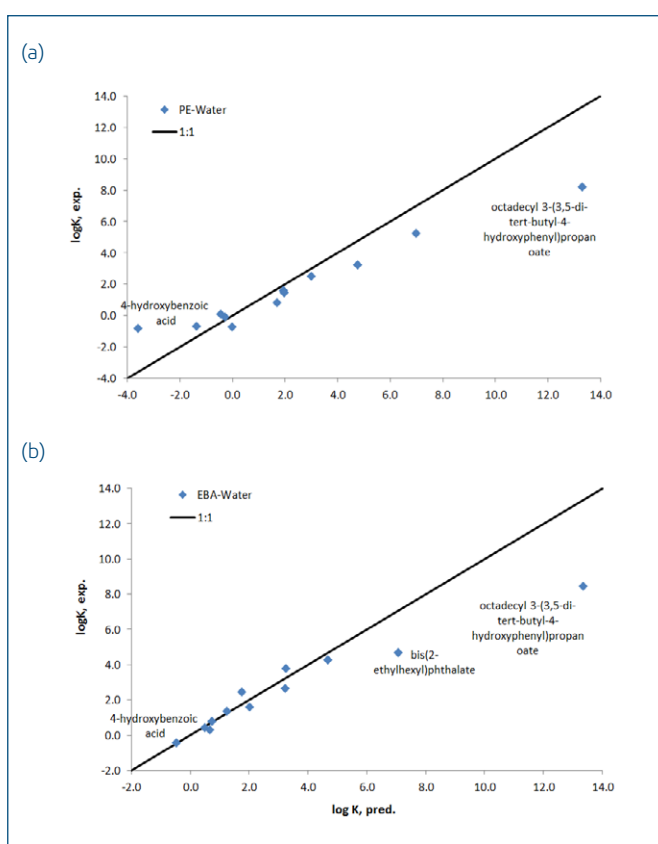 (a)
14.0
12.0
10.0
8.0
6.0
4.0
2.0
0.0
-2.0
-4.0
logK, exp.
PE-Water
1:1
octadecyl 3-(3,5-di-
tert-butyl-4-
hydroxyphenyl)propan
oate
4-hydroxybenzoic
acid
-4.0 -2.0 0.0 2.0 4.0 6.0 8.0 10.0 12.0 14.0
(b)
14.0
12.0
10.0
8.0
6.0
4.0
2.0
0.0
-2.0
logK, exp.
EBA-Water
1:1
octadecyl 3-(3,5-di-
tert-butyl-4-
hydroxyphenyl)propan
oate
bis(2-
ethylhexyl)phthalate
4-hydroxybenzoic
acid
-2.0 0.0 2.0 4.0 6.0 8.0 10.0 12.0 14.0
log K, pred.